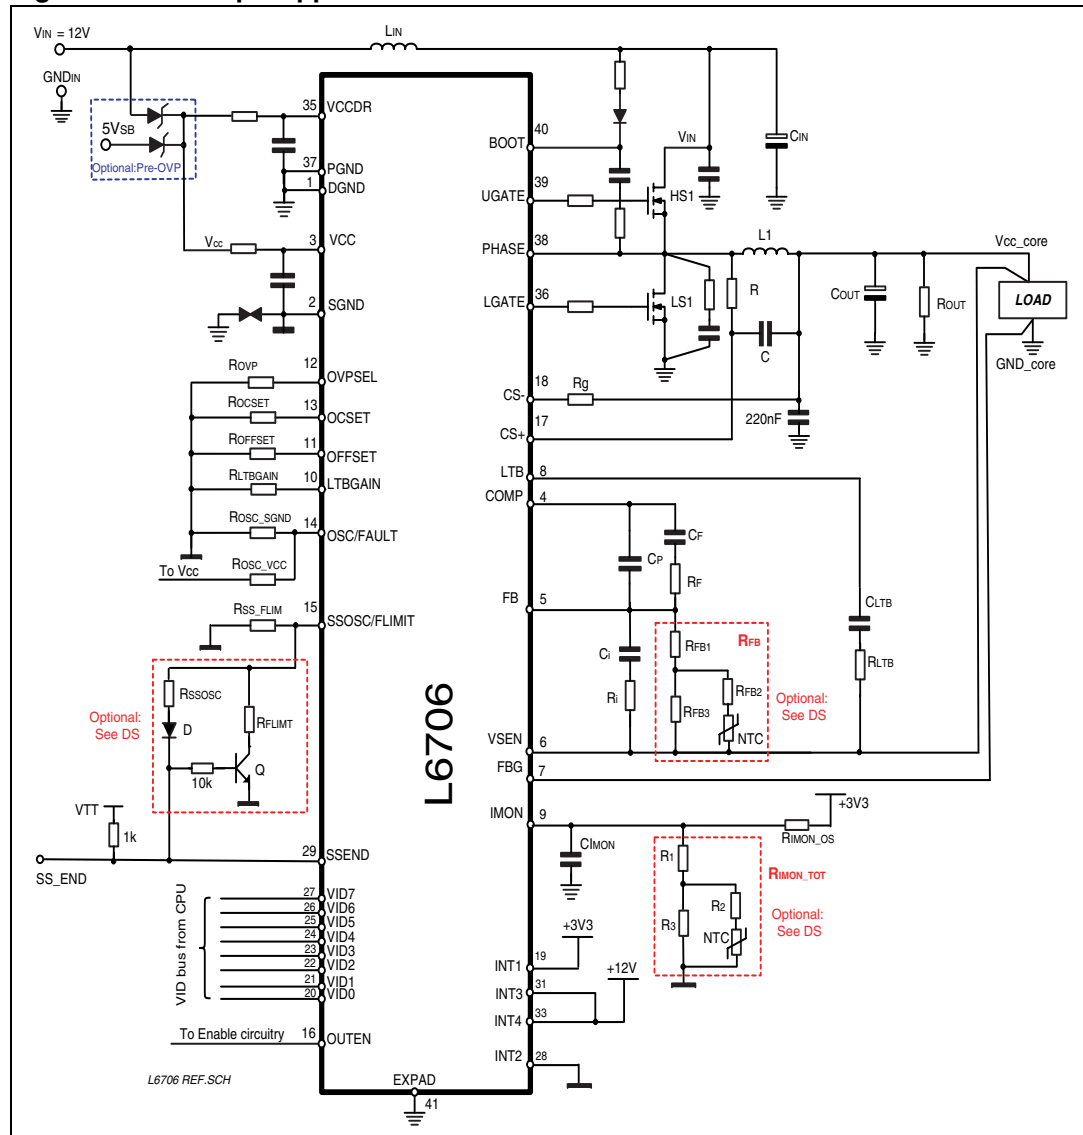 VIN = 12V
LIN
GNDIN
5VSB
Optional:Pre-OVP
35
VCCDR
37
PGND
1
DGND
Vcc
3
VCC
2
SGND
ROVP
12
OVPSEL
ROCSET
13
OCSET
ROFFSET
11
OFFSET
RLTBGAIN
10
LTBGAIN
ROSC_SGND
14
OSC/FAULT
To Vcc
ROSC_VCC
RSS_FLIM
15
SSOSC/FLIMIT
Optional:
See DS
RSSOSC
D
RFLIMT
10k
Q
VTT
1k
SS_END
29
SSEND
VID bus from CPU
27
VID7
26
VID6
25
VID5
24
VID4
23
VID3
22
VID2
21
VID1
20
VID0
To Enable circuitry
16
OUTEN
L6706 REF.SCH
EXPAD
41
L6706
40
BOOT
39
UGATE
HS1
VIN
CIN
38
PHASE
L1
36
LGATE
LS1
R
C
COUT
ROUT
Vcc_core
LOAD
GND_core
18
CS-
Rg
17
CS+
220nF
LTB
8
COMP
4
CF
CP
RF
FB
5
Ci
Ri
RFB1
RFB
RFB2
RFB3
NTC
Optional:
See DS
CLTB
RLTB
VSEN
6
FBG
7
IMON
9
+3V3
RIMON_OS
CIMON
R1
RIMON_TOT
R2
R3
NTC
Optional:
See DS
+3V3
19
INT1
+12V
31
INT3
33
INT4
28
INT2